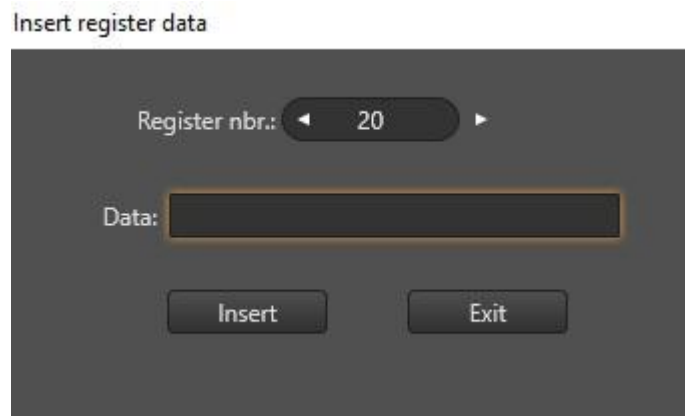 Insert register data
Register nbr.: 20
Data:
Insert Exit